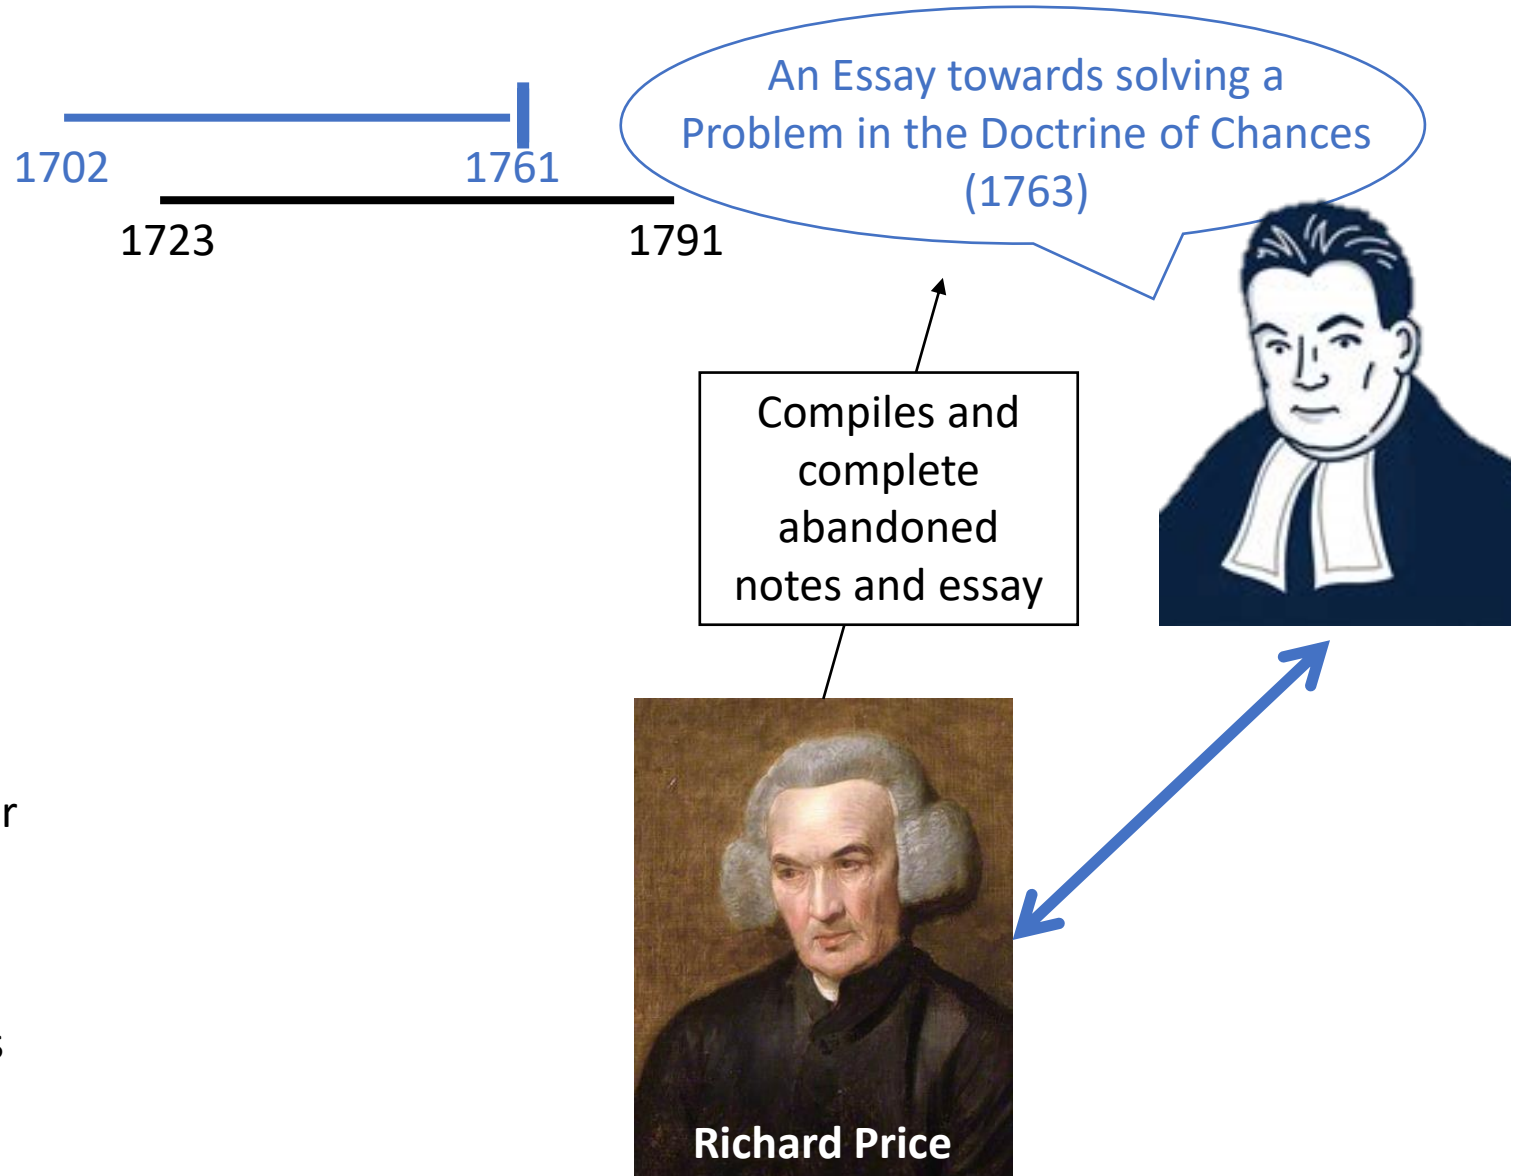 An Essay towards solving a
Problem in the Doctrine of Chances
(1763)
1702
1761
1723
1791
Compiles and
complete
abandoned
notes and essay
r
s
Richard Price